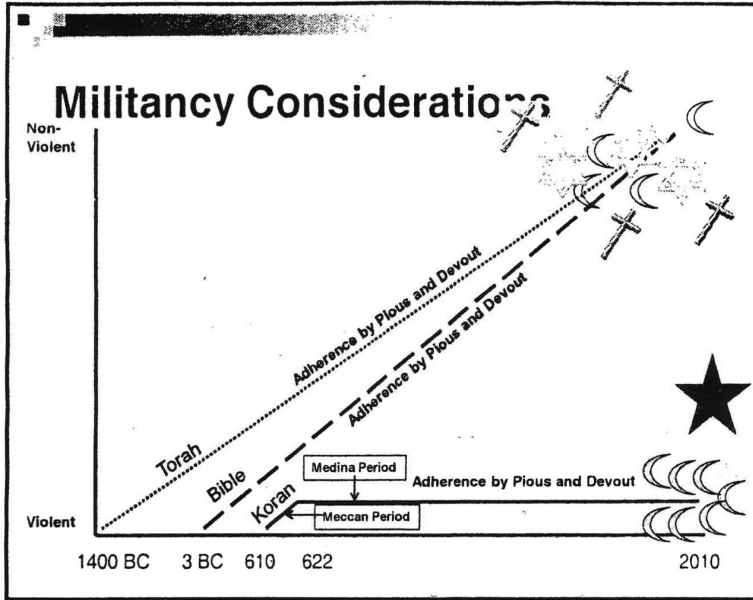 Militancy Considerations
Non-
Violent
Adherence by Pious and Devout
Adherence by Pious and Devout
Torah
Bible
Koran
Medina Period
Adherence by Pious and Devout
Meccan Period
Violent
1400 BC 3 BC 610 622 2010